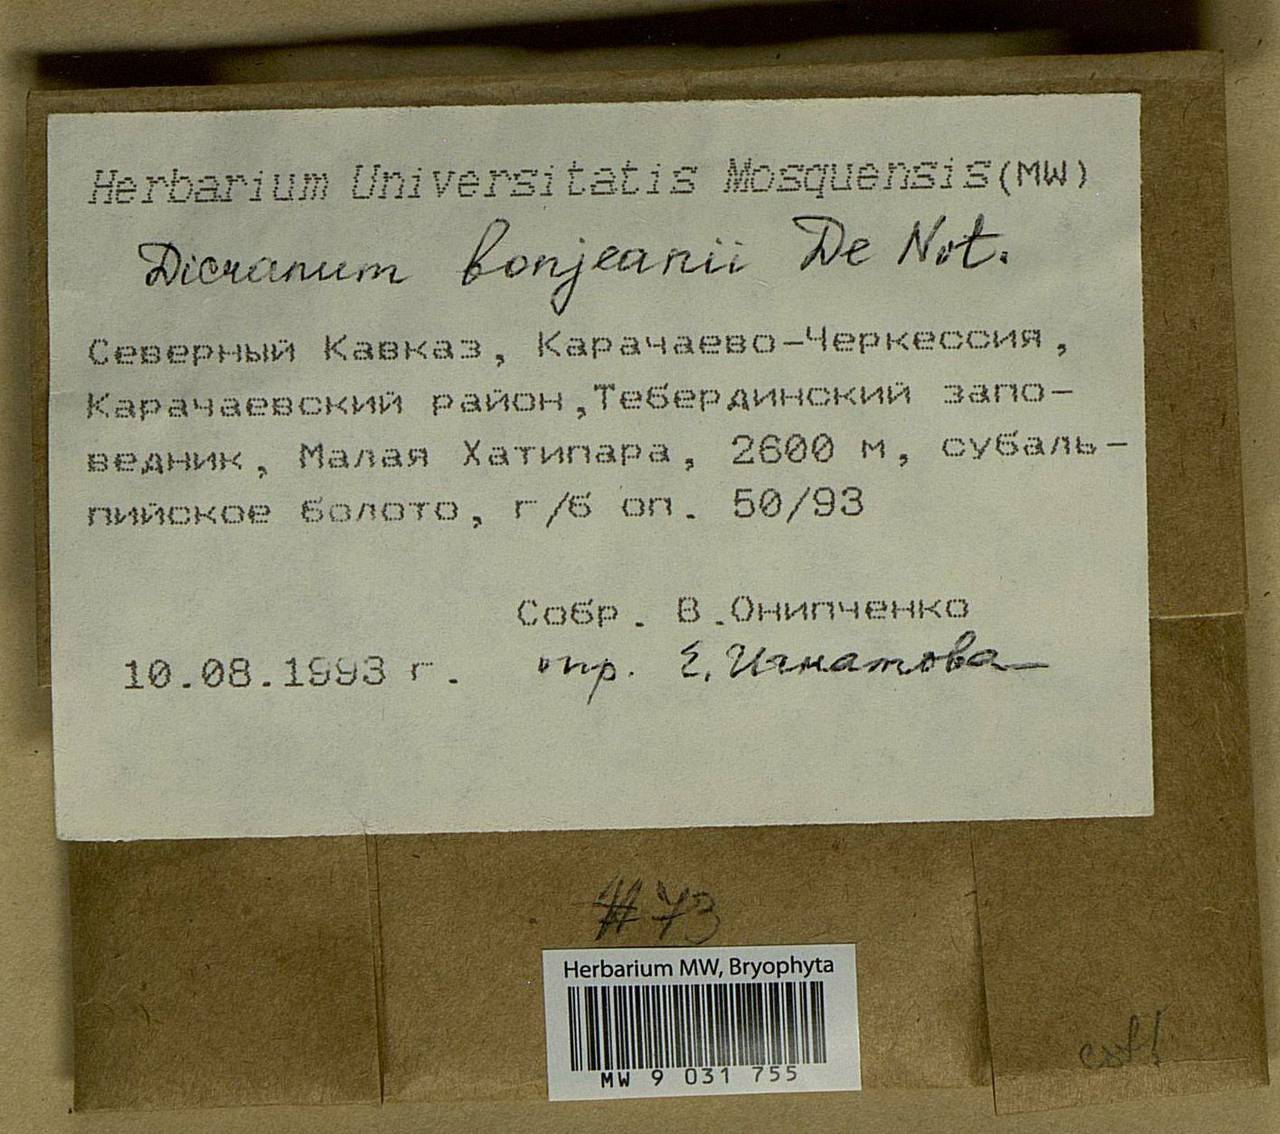 Herbarium Universitatis Mosquensis (MW)
Dicranum bonjeanii De Not.
Северный Кавказ, Карачаево-Черкессия,
Карачаевский район, Тебердинский запо-
ведник, Малая Хатипара, 2600 м, субаль-
пийское болото, г/б оп. 50/93
Собр. В.Онипченко
10.08.1993 г. опр. Е. Игнатова
#73
Herbarium MW, Bryophyta
MW 9 031 755